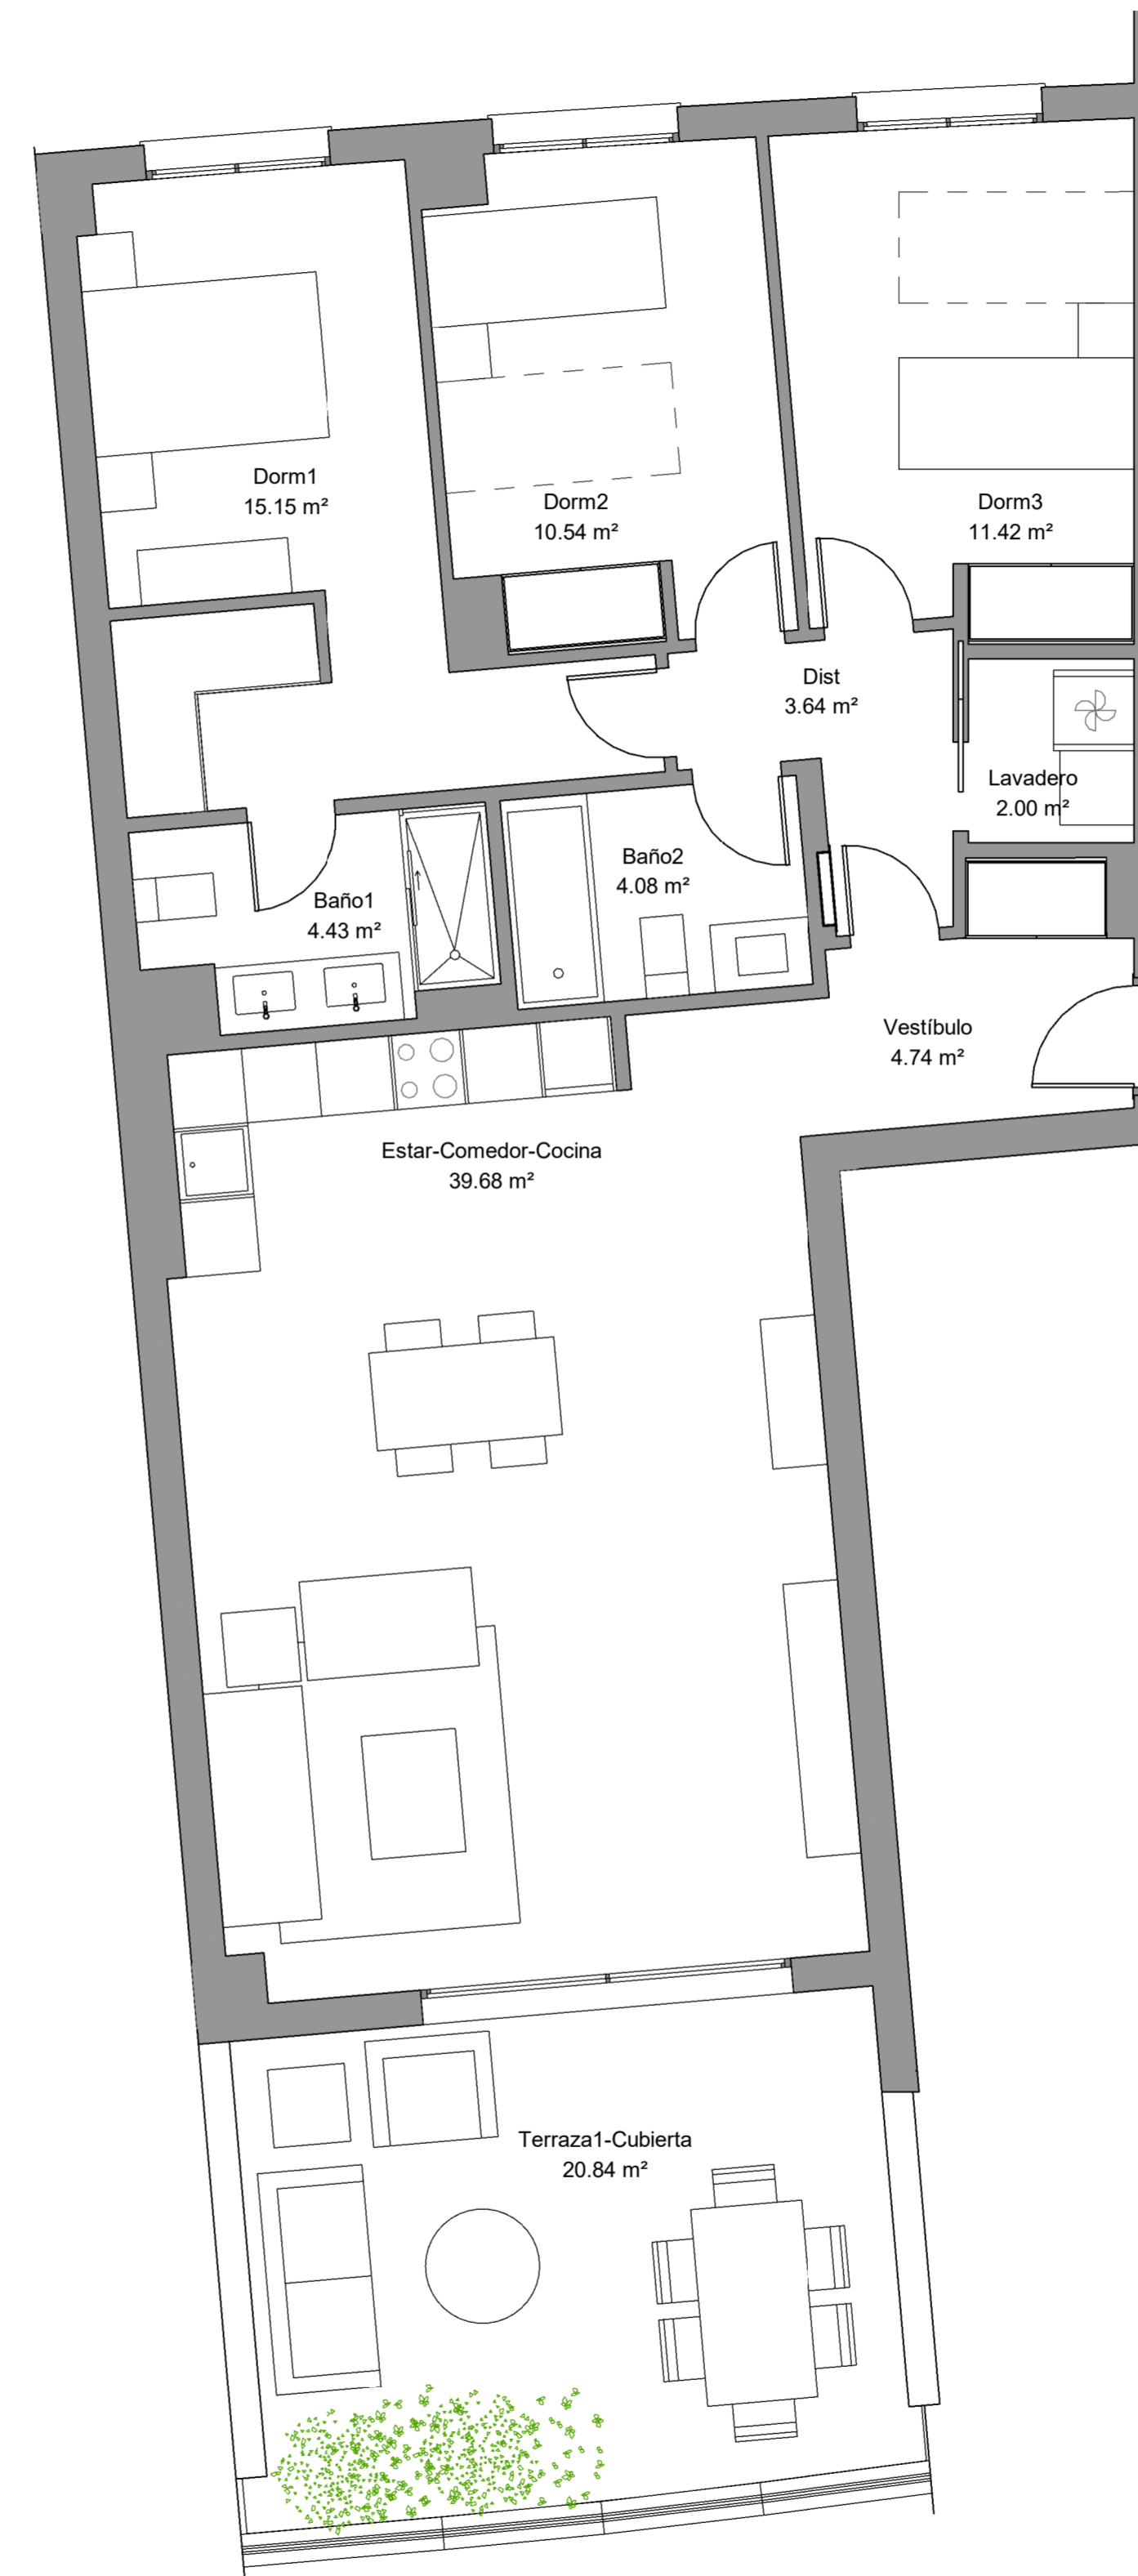 Dorm1
15.15 m²
Dorm2
10.54 m²
Dorm3
11.42 m²
Dist
3.64 m²
Lavadero
2.00 m²
Baño2
4.08 m²
Baño1
4.43 m²
Vestíbulo
4.74 m²
Estar-Comedor-Cocina
39.68 m²
Terraza1-Cubierta
20.84 m²